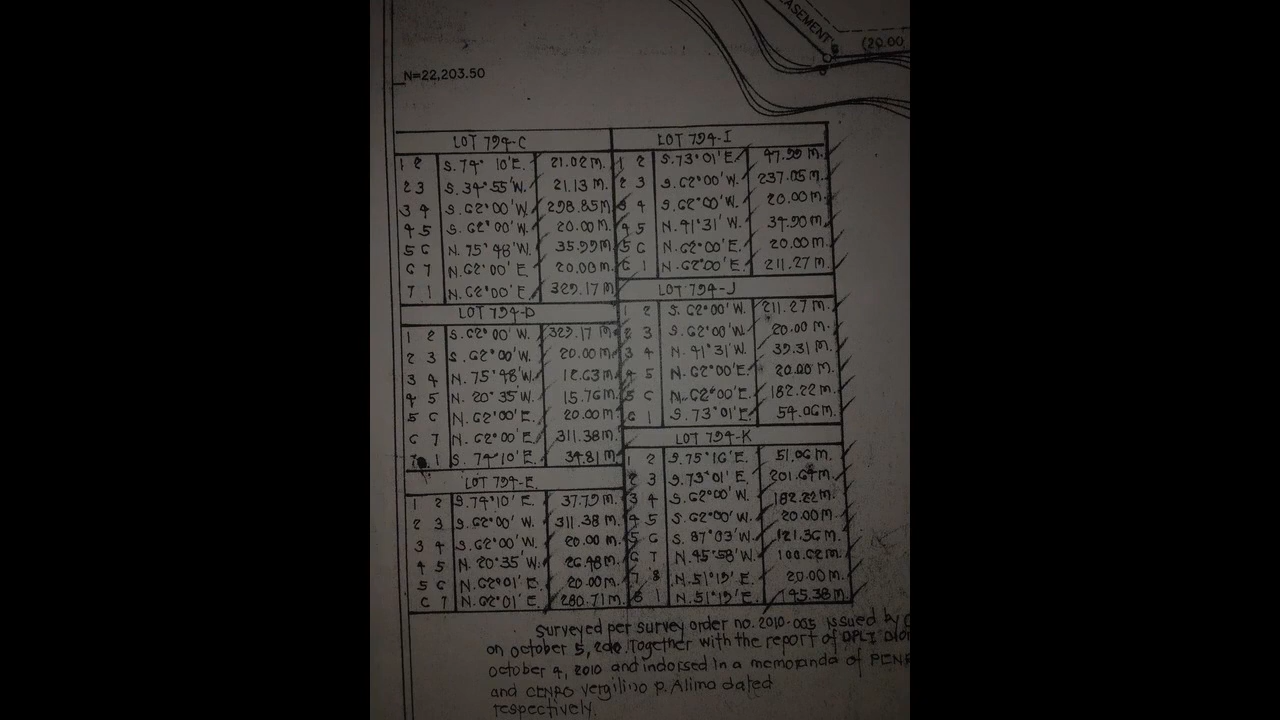 EASEMENT
(20.00
N=22,203.50
LOT 794-C
1 2 S.74° 10'E. 21.02 M.
2 3 S.34°55'W. 21.13 M.
3 4 S.62°00'W. 298.85 M.
4 5 S.62°00'W. 20.00 M.
5 6 N.75°48'W. 35.99 M.
6 7 N.62°00'E. 20.00 M.
7 1 N.62°00'E. 329.17 M.
LOT 794-D
1 2 S.62°00'W. 329.17 M.
2 3 S.62°00'W. 20.00 M.
3 4 N.75°48'W. 12.63 M.
4 5 N.20°35'W. 15.76 M.
5 6 N.62°00'E. 20.00 M.
6 7 N.62°00'E. 311.38 M.
7 1 S.74°10'E. 34.81 M.
LOT 794-E
1 2 S.74°10'E. 37.79 M.
2 3 S.62°00'W. 311.38 M.
3 4 S.62°00'W. 20.00 M.
4 5 N.20°35'W. 26.48 M.
5 6 N.62°01'E. 20.00 M.
6 7 N.62°01'E. 280.71 M.
LOT 794-I
1 2 S.73°01'E. 47.99 M.
2 3 S.62°00'W. 237.05 M.
3 4 S.62°00'W. 20.00 M.
4 5 N.41°31'W. 34.90 M.
5 6 N.62°00'E. 20.00 M.
6 1 N.62°00'E. 211.27 M.
LOT 794-J
1 2 S.62°00'W. 211.27 M.
2 3 S.62°00'W. 20.00 M.
3 4 N.41°31'W. 39.31 M.
4 5 N.62°00'E. 20.00 M.
5 6 N.62°00'E. 182.22 M.
6 1 S.73°01'E. 54.06 M.
LOT 794-K
1 2 S.75°16'E. 51.06 M.
2 3 S.73°01'E. 201.64 M.
3 4 S.62°00'W. 182.22 M.
4 5 S.62°00'W. 20.00 M.
5 6 S.87°03'W. 121.36 M.
6 7 N.45°58'W. 100.62 M.
7 8 N.51°19'E. 20.00 M.
8 1 N.51°19'E. 145.38 M.
Surveyed per survey order no. 2010-005 issued by
on october 5, 2010. Together with the report of
october 4, 2010 and indorsed in a memoranda of PENR
and CENRO Vergilino P. Alima dated
respectively.